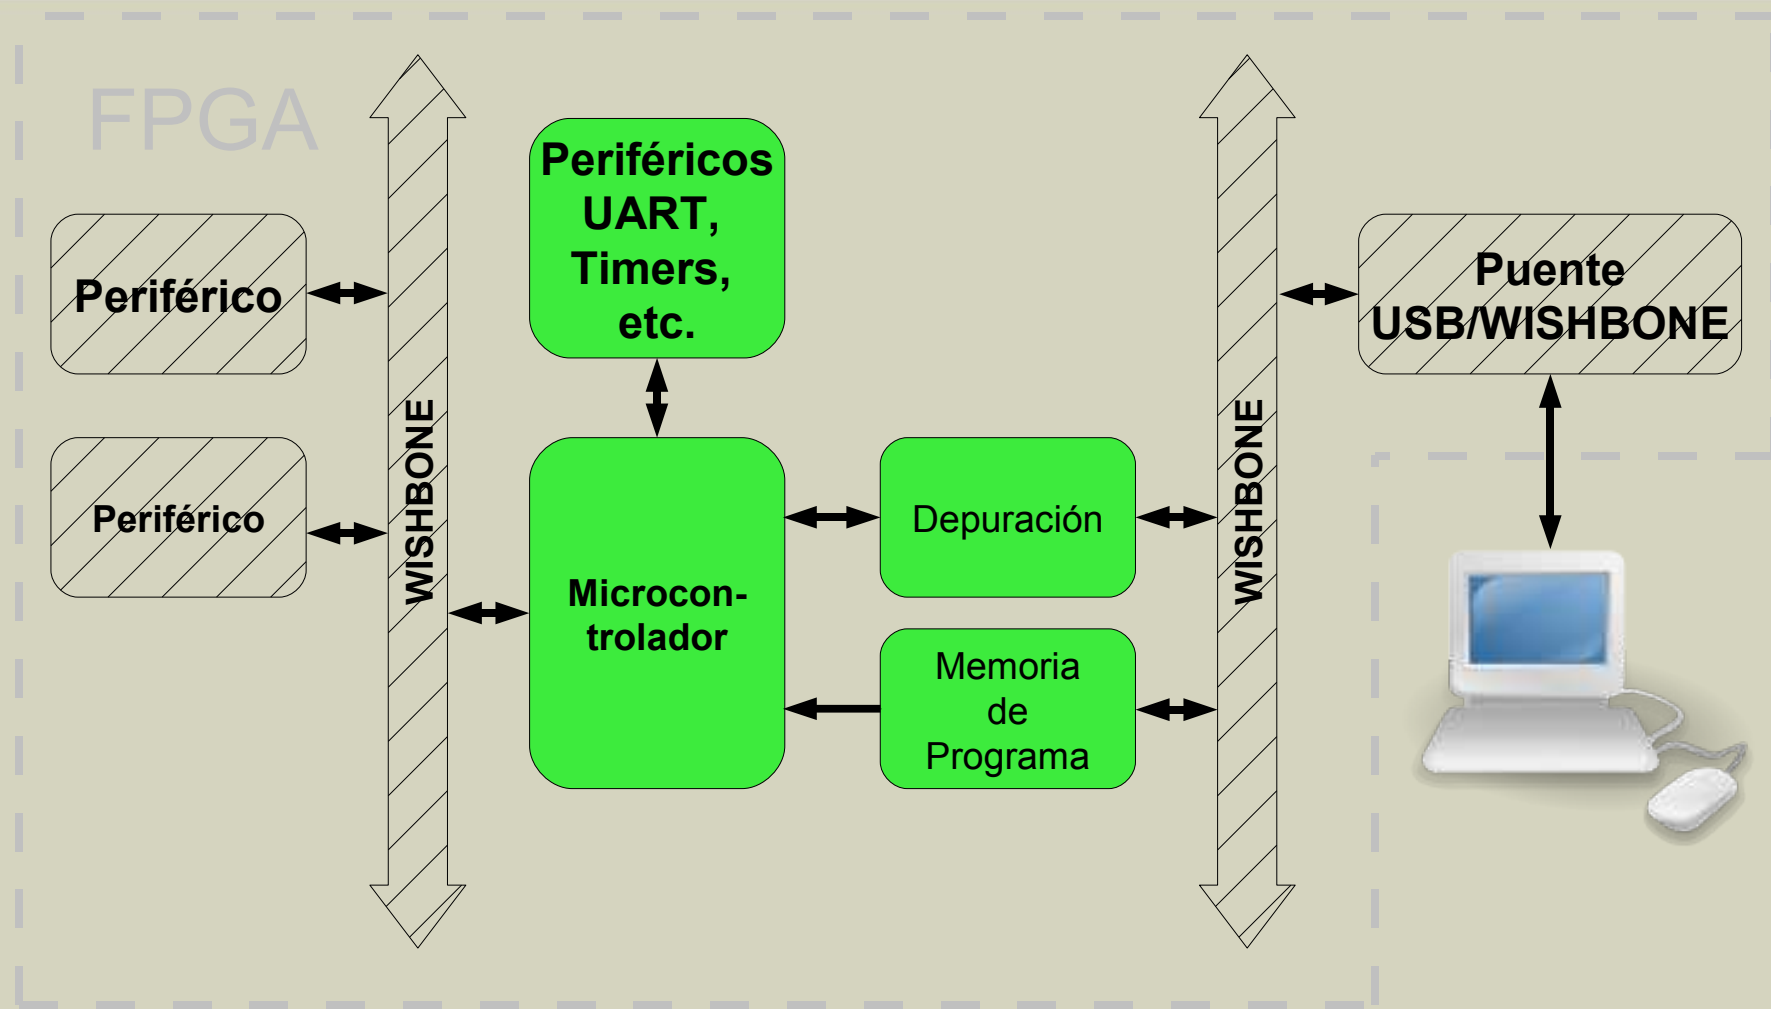 FPGA
Periférico
Periférico
WISHBONE
Periféricos
UART,
Timers,
etc.
Microcon-
trolador
Depuración
Memoria
de
Programa
WISHBONE
Puente
USB/WISHBONE